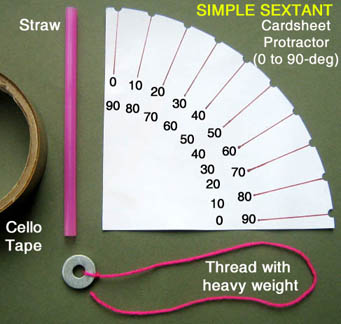 SIMPLE SEXTANT
Straw
Cardsheet
Protractor
(0 to 90-deg)
0 10 20 30 40 50 60 70 80 90
90 80 70 60 50 40 30 20 10 0
Cello
Tape
Thread with
heavy weight